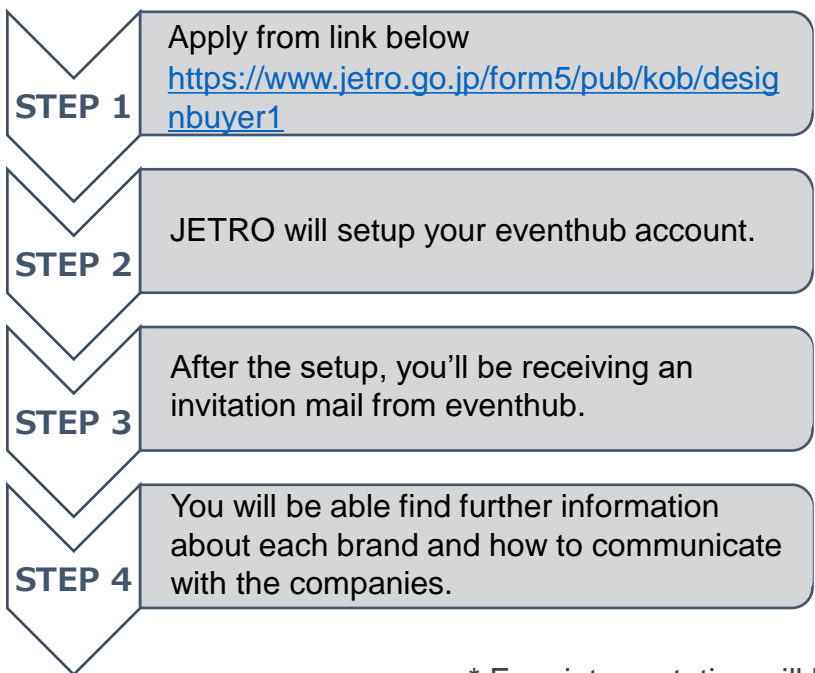 Apply from link below
https://www.jetro.go.jp/form5/pub/kob/desig
STEP 1
nbuyer1
JETRO will setup your eventhub account.
STEP 2
After the setup, you’ll be receiving an
invitation mail from eventhub.
STEP 3
You will be able find further information
about each brand and how to communicate
STEP 4
with the companies.